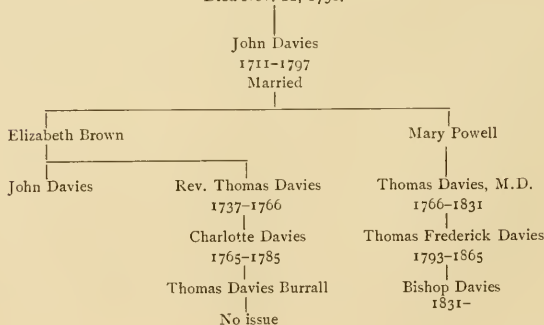 John Davies
1711-1797
Married
Elizabeth Brown
Mary Powell
John Davies
Rev. Thomas Davies
Thomas Davies, M.D.
1737-1766
1766-1831
Charlotte Davies
Thomas Frederick Davies
1765-1785
1793-1865
Thomas Davies Burrall
Bishop Davies
1831-
No issue